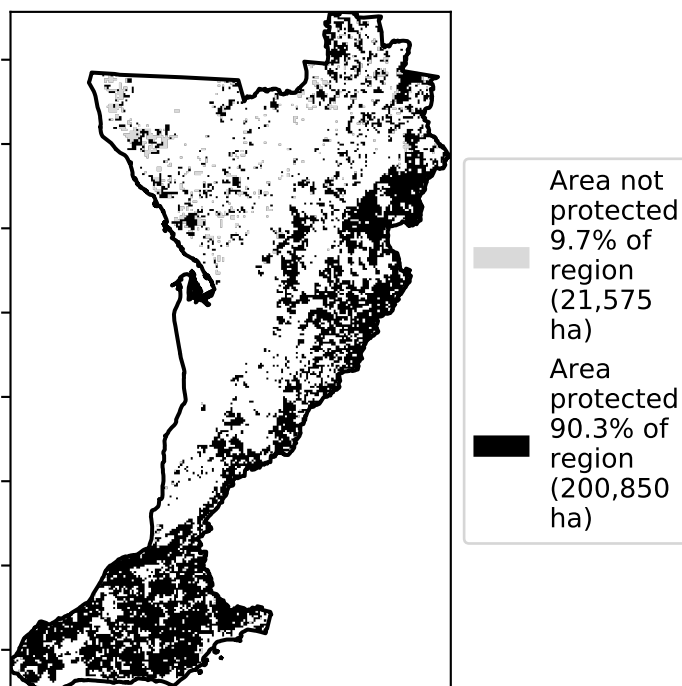 Area not
protected
9.7% of
region
(21,575
ha)
Area
protected
90.3% of
region
(200,850
ha)